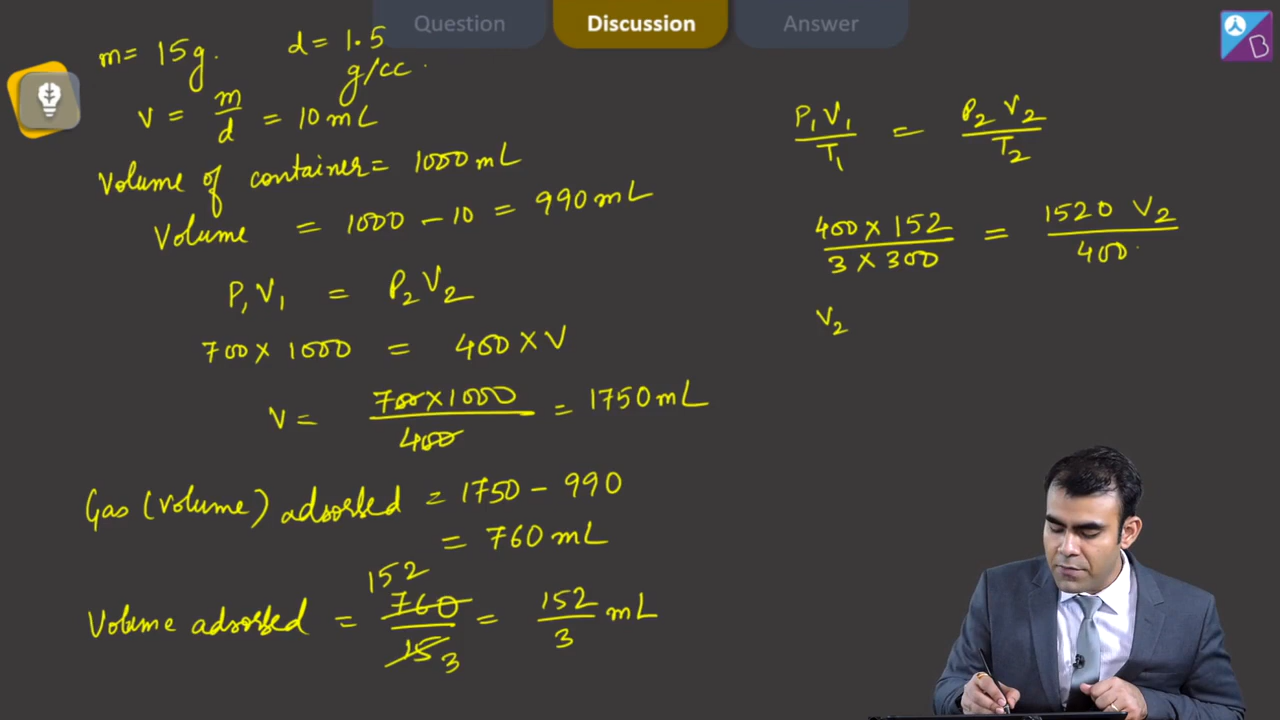 Question
Discussion
Answer
m = 15g. d = 1.5 g/cc.
V = m/d = 10 mL
Volume of container = 1000 mL
Volume = 1000 - 10 = 990 mL
P₁V₁ = P₂V₂
700 × 1000 = 400 × V
V = 700×1000/400 = 1750 mL
Gas (volume) adsorbed = 1750 - 990
= 760 mL
152
Volume adsorbed = 760/15 = 152/3 mL
3
P₁V₁/T₁ = P₂V₂/T₂
400 × 152/3 × 300 = 1520 V₂/400
V₂
B